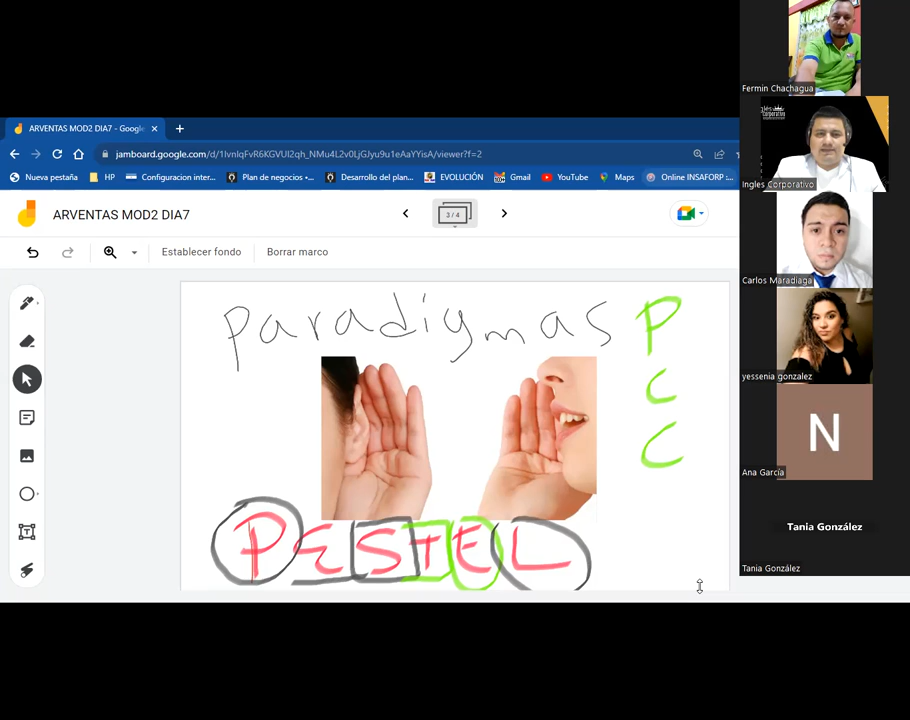 ARVENTAS MOD2 DIA7 - Google
jamboard.google.com/d/1lvnlqFvR6KGVUI2qh_NMu4L2v0LjGJyu9u1eAaYYisA/viewer?f=2
Nueva pestaña
HP
Configuracion inter...
Plan de negocios •...
Desarrollo del plan...
EVOLUCIÓN
Gmail
YouTube
Maps
Online INSAFORP ...
ARVENTAS MOD2 DIA7
3 / 4
Establecer fondo
Borrar marco
paradigmas
P
C
C
PESTEL
Fermin Chachagua
Inglés
Corporativo
Ingles Corporativo
Carlos Maradiaga
yessenia gonzalez
N
Ana García
Tania González
Tania González